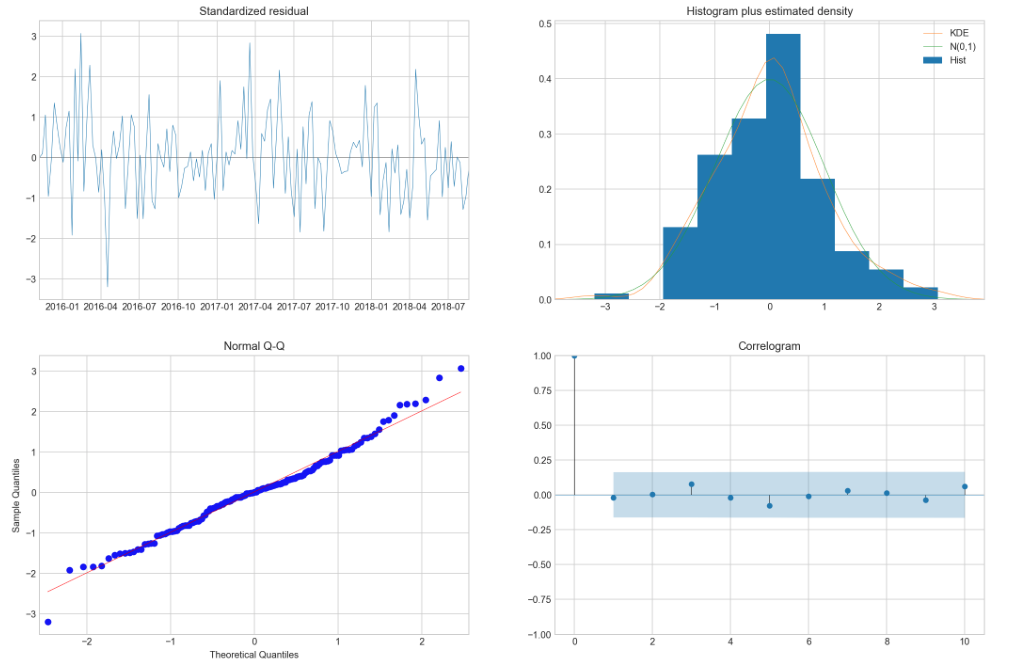 Standardized residual
3
2
1
0
−1
−2
−3
2016-01 2016-04 2016-07 2016-10 2017-01 2017-04 2017-07 2017-10 2018-01 2018-04 2018-07
Histogram plus estimated density
0.5
0.4
0.3
0.2
0.1
0.0
KDE
N(0,1)
Hist
−3 −2 −1 0 1 2 3
Normal Q-Q
Sample Quantiles
3
2
1
0
−1
−2
−3
−2 −1 0 1 2
Theoretical Quantiles
Correlogram
1.00
0.75
0.50
0.25
0.00
−0.25
−0.50
−0.75
−1.00
0 2 4 6 8 10